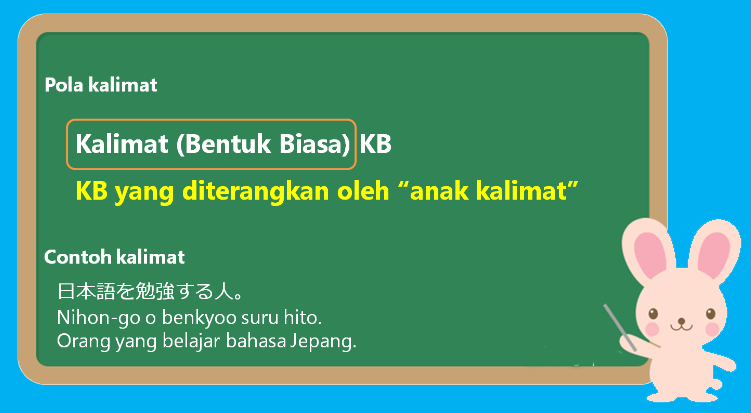 Pola kalimat
Kalimat (Bentuk Biasa) KB
KB yang diterangkan oleh “anak kalimat”
Contoh kalimat
日本語を勉強する人。
Nihon-go o benkyoo suru hito.
Orang yang belajar bahasa Jepang.